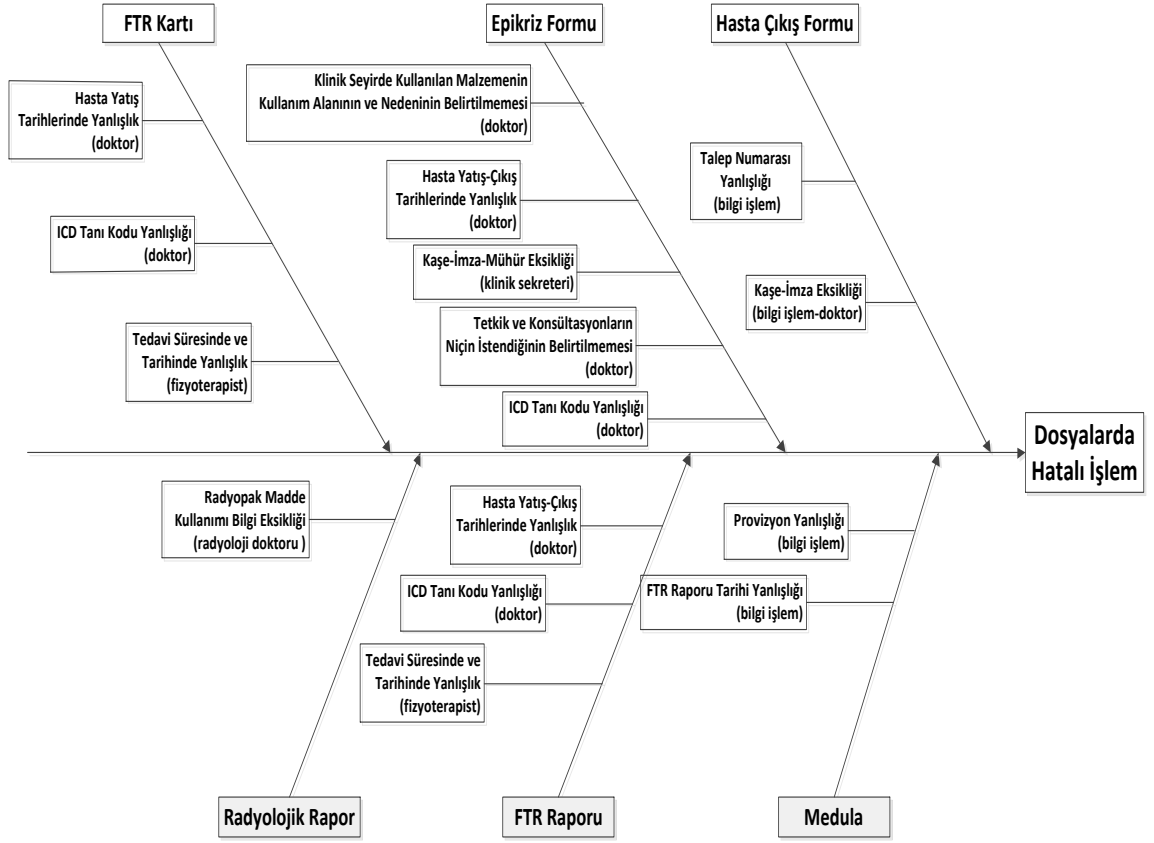 FTR Kartı
Epikriz Formu
Hasta Çıkış Formu
Hasta Yatış
Tarihlerinde Yanlışlık
(doktor)
ICD Tanı Kodu Yanlışlığı
(doktor)
Tedavi Süresinde ve
Tarihinde Yanlışlık
(fizyoterapist)
Klinik Seyirde Kullanılan Malzemenin
Kullanım Alanının ve Nedeninin Belirtilmemesi
(doktor)
Hasta Yatış-Çıkış
Tarihlerinde Yanlışlık
(doktor)
Kaşe-İmza-Mühür Eksikliği
(klinik sekreteri)
Tetkik ve Konsültasyonların
Niçin İstendiğinin Belirtilmemesi
(doktor)
ICD Tanı Kodu Yanlışlığı
(doktor)
Talep Numarası
Yanlışlığı
(bilgi işlem)
Kaşe-İmza Eksikliği
(bilgi işlem-doktor)
Dosyalarda
Hatalı İşlem
Radyopak Madde
Kullanımı Bilgi Eksikliği
(radyoloji doktoru )
Hasta Yatış-Çıkış
Tarihlerinde Yanlışlık
(doktor)
ICD Tanı Kodu Yanlışlığı
(doktor)
Tedavi Süresinde ve
Tarihinde Yanlışlık
(fizyoterapist)
Provizyon Yanlışlığı
(bilgi işlem)
FTR Raporu Tarihi Yanlışlığı
(bilgi işlem)
Radyolojik Rapor
FTR Raporu
Medula